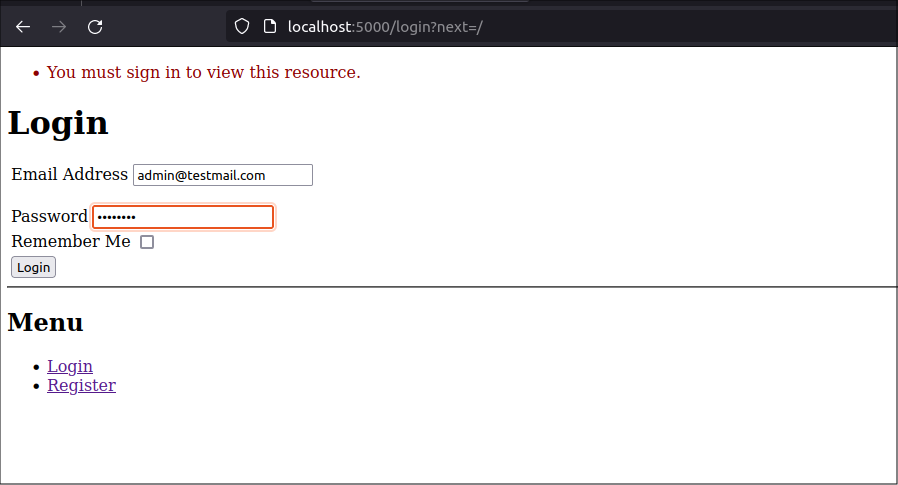 localhost:5000/login?next=/
You must sign in to view this resource.
Login
Email Address admin@testmail.com
Password ••••••••
Remember Me
Login
Menu
Login
Register